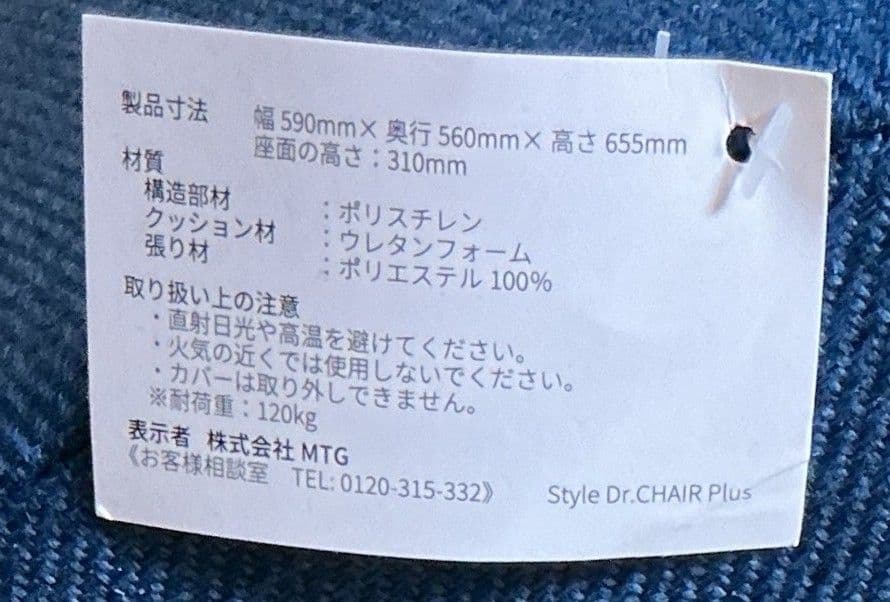 製品寸法 幅 590mm× 奥行 560mm× 高さ 655mm
座面の高さ：310mm
材質
構造部材 ：ポリスチレン
クッション材 ：ウレタンフォーム
張り材 ：ポリエステル 100%
取り扱い上の注意
・直射日光や高温を避けてください。
・火気の近くでは使用しないでください。
・カバーは取り外しできません。
※耐荷重：120kg
表示者 株式会社 MTG
《お客様相談室 TEL: 0120-315-332》 Style Dr.CHAIR Plus